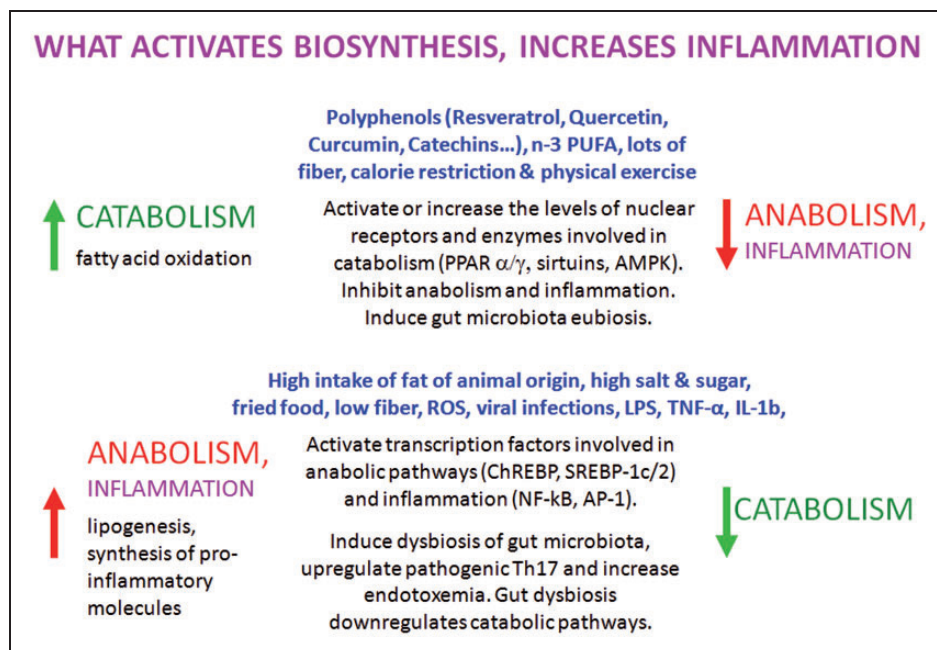 WHAT ACTIVATES BIOSYNTHESIS, INCREASES INFLAMMATION
Polyphenols (Resveratrol, Quercetin,
Curcumin, Catechins...), n-3 PUFA, lots of
fiber, calorie restriction & physical exercise
CATABOLISM
fatty acid oxidation
Activate or increase the levels of nuclear
receptors and enzymes involved in
catabolism (PPAR α/γ, sirtuins, AMPK).
Inhibit anabolism and inflammation.
Induce gut microbiota eubiosis.
ANABOLISM,
INFLAMMATION
High intake of fat of animal origin, high salt & sugar,
fried food, low fiber, ROS, viral infections, LPS, TNF-α, IL-1b,
ANABOLISM,
INFLAMMATION
lipogenesis,
synthesis of pro-
inflammatory
molecules
Activate transcription factors involved in
anabolic pathways (ChREBP, SREBP-1c/2)
and inflammation (NF-kB, AP-1).
Induce dysbiosis of gut microbiota,
upregulate pathogenic Th17 and increase
endotoxemia. Gut dysbiosis
downregulates catabolic pathways.
CATABOLISM